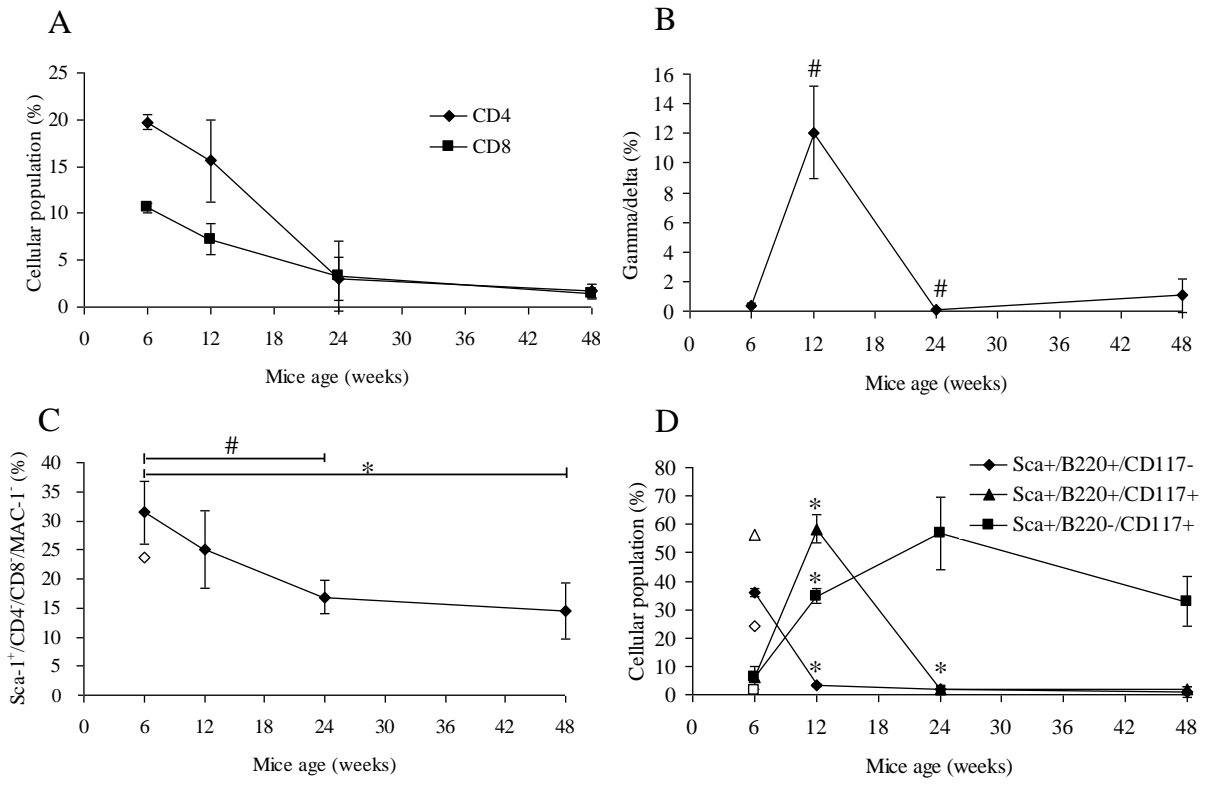 A
Cellular population (%)
25
20
15
10
5
0
0 6 12 18 24 30 36 42 48
Mice age (weeks)
CD4
CD8
B
Gamma/delta (%)
16
14
12
10
8
6
4
2
0
#
#
0 6 12 18 24 30 36 42 48
Mice age (weeks)
C
Sca-1⁺/CD4⁻/CD8⁻/MAC-1⁻ (%)
40
35
30
25
20
15
10
5
0
#
*
0 6 12 18 24 30 36 42 48
Mice age (weeks)
D
Cellular population (%)
80
70
60
50
40
30
20
10
0
Sca+/B220+/CD117-
Sca+/B220+/CD117+
Sca+/B220-/CD117+
*
*
*
*
0 6 12 18 24 30 36 42 48
Mice age (weeks)